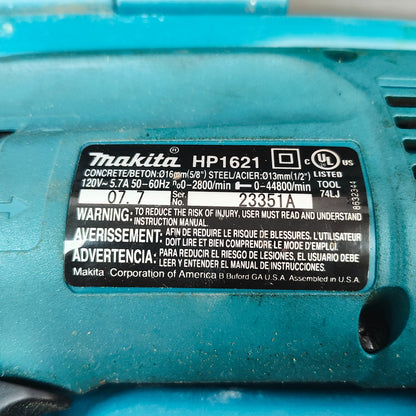 makita® HP1621 C UL US
CONCRETE/BETON:Ø16mm(5/8") STEEL/ACIER:Ø13mm(1/2") LISTED
120V~ 5.7A 50-60Hz n0 0-2800/min 0-44800/min TOOL
07.7 Ser. No. 23351A 74LJ
WARNING: TO REDUCE THE RISK OF INJURY, USER MUST READ AND UNDERSTAND
INSTRUCTION MANUAL.
AVERTISSEMENT: AFIN DE REDUIRE LE RISQUE DE BLESSURES. D'UTILISATEUR
DOIT LIRE ET BIEN COMPRENDRE LE MODE D'EMPLOI.
ADVERTENCIA: PARA REDUCIR EL RIESGO DE LESIONES, EL USUARIO DEBE
LEER Y ENTENDER EL MANUAL DE INSTRUCCIONES.
Makita Corporation of America B Buford GA U.S.A. Assembled in U.S.A.